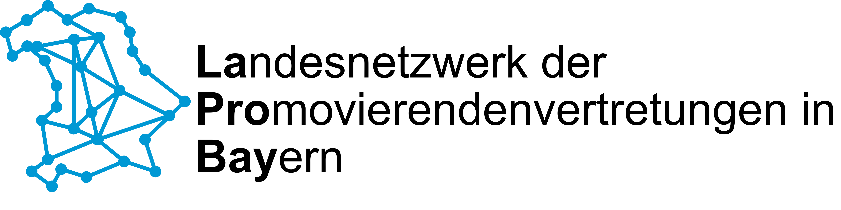 Landesnetzwerk der
Promovierendenvertretungen in
Bayern